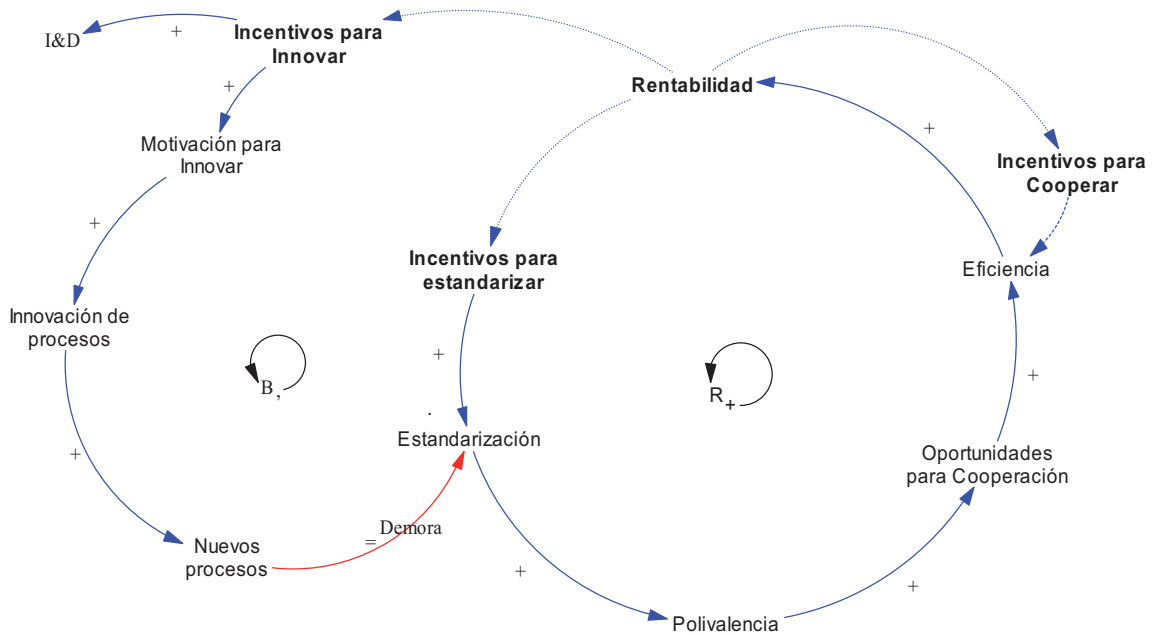 I&D
+
Incentivos para
Innovar
+
Motivación para
Innovar
+
Innovación de
procesos
+
Nuevos
procesos
B,
= Demora
Rentabilidad
Incentivos para
estandarizar
+
.
Estandarización
+
Polivalencia
+
Oportunidades
para Cooperación
+
Eficiencia
+
Incentivos para
Cooperar
R+